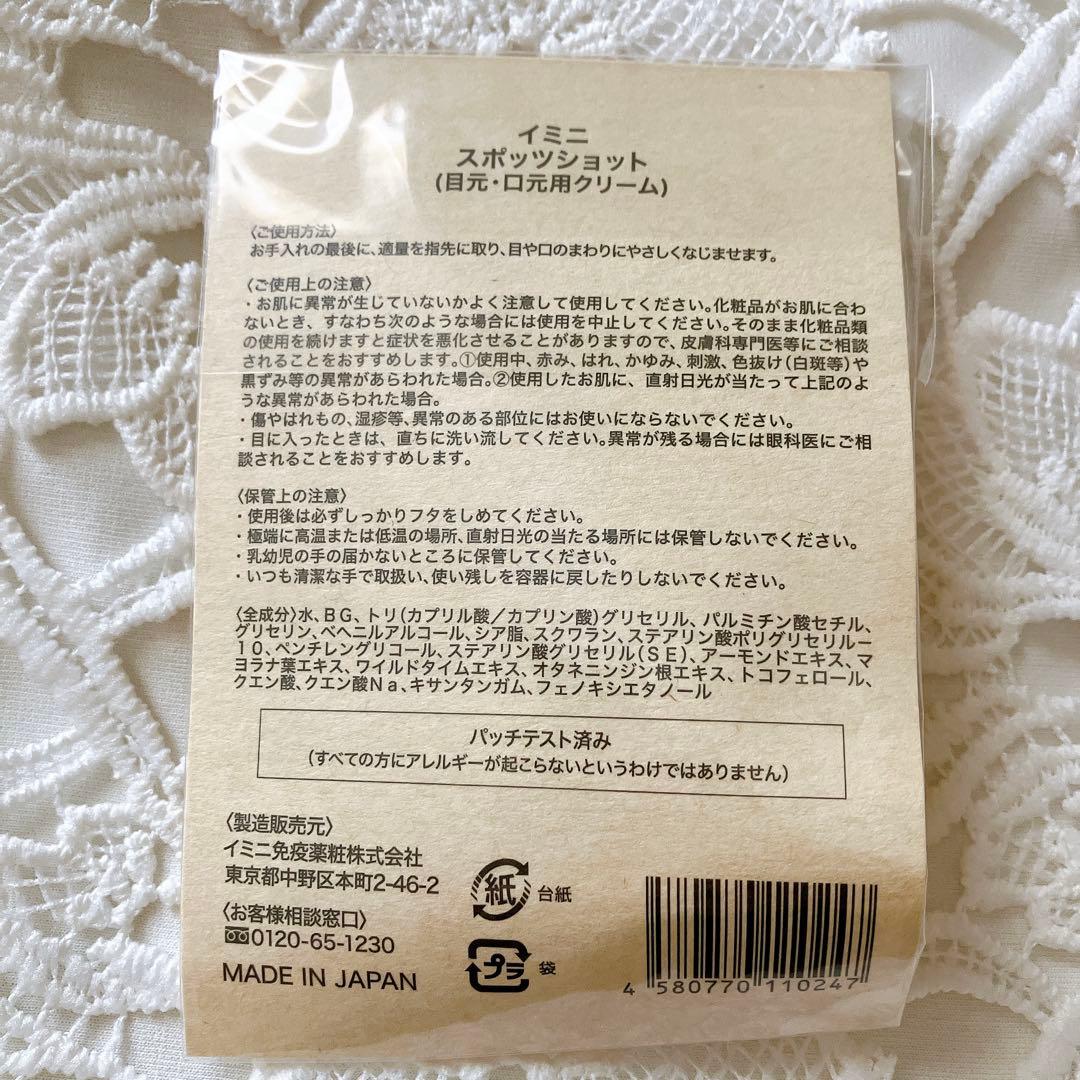 イミニ
スポッツショット
(目元・口元用クリーム)
〈ご使用方法〉
お手入れの最後に、適量を指先に取り、目や口のまわりにやさしくなじませます。
〈ご使用上の注意〉
・お肌に異常が生じていないかよく注意して使用してください。化粧品がお肌に合わ
ないとき、すなわち次のような場合には使用を中止してください。そのまま化粧品類
の使用を続けますと症状を悪化させることがありますので、皮膚科専門医等にご相談
されることをおすすめします。①使用中、赤み、はれ、かゆみ、刺激、色抜け(白斑等)や
黒ずみ等の異常があらわれた場合。②使用したお肌に、直射日光が当たって上記のよ
うな異常があらわれた場合。
・傷やはれもの、湿疹等、異常のある部位にはお使いにならないでください。
・目に入ったときは、直ちに洗い流してください。異常が残る場合には眼科医にご相
談されることをおすすめします。
〈保管上の注意〉
・使用後は必ずしっかりフタをしめてください。
・極端に高温または低温の場所、直射日光の当たる場所には保管しないでください。
・乳幼児の手の届かないところに保管してください。
・いつも清潔な手で取扱い、使い残しを容器に戻したりしないでください。
〈全成分〉水、BG、トリ(カプリル酸／カプリン酸)グリセリル、パルミチン酸セチル、
グリセリン、ベヘニルアルコール、シア脂、スクワラン、ステアリン酸ポリグリセリルー
10、ペンチレングリコール、ステアリン酸グリセリル(SE)、アーモンドエキス、マ
ヨラナ葉エキス、ワイルドタイムエキス、オタネニンジン根エキス、トコフェロール、
クエン酸、クエン酸Na、キサンタンガム、フェノキシエタノール
パッチテスト済み
(すべての方にアレルギーが起こらないというわけではありません)
〈製造販売元〉
イミニ免疫薬粧株式会社
東京都中野区本町2-46-2
〈お客様相談窓口〉
0120-65-1230
MADE IN JAPAN
紙 台紙
プラ 袋
4 580770 110247